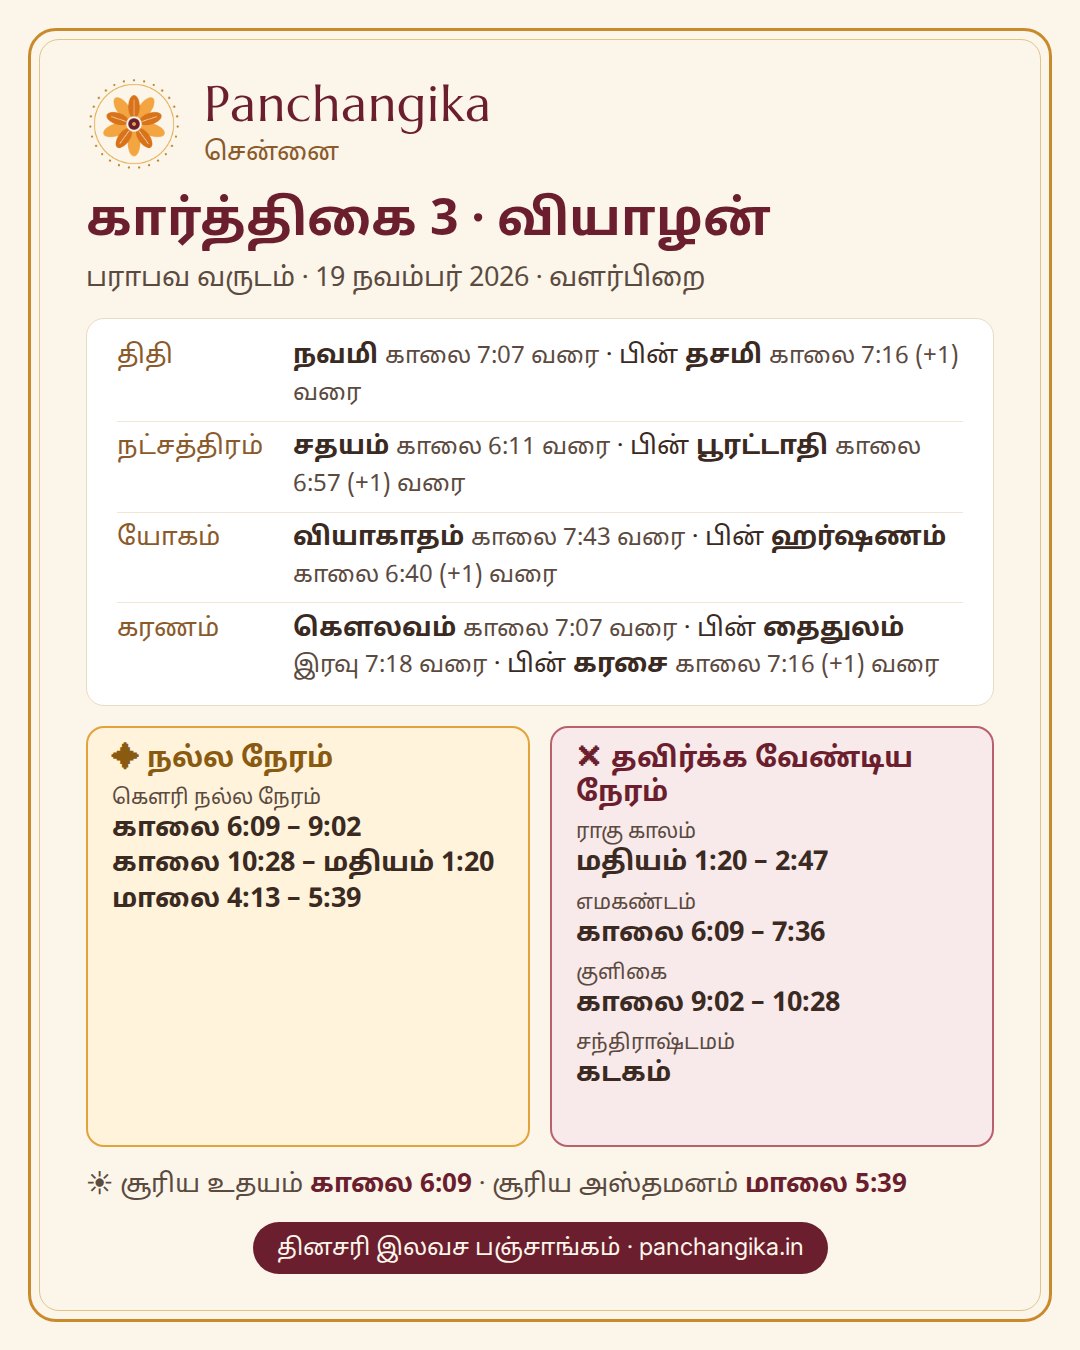 Panchangika
சென்னை
கார்த்திகை 3 · வியாழன்
பராபவ வருடம் · 19 நவம்பர் 2026 · வளர்பிறை
திதி
நவமி காலை 7:07 வரை · பின் தசமி காலை 7:16 (+1)
வரை
நட்சத்திரம்
சதயம் காலை 6:11 வரை · பின் பூரட்டாதி காலை
6:57 (+1) வரை
யோகம்
வியாகாதம் காலை 7:43 வரை · பின் ஹர்ஷணம்
காலை 6:40 (+1) வரை
கரணம்
கௌலவம் காலை 7:07 வரை · பின் தைதுலம்
இரவு 7:18 வரை · பின் கரசை காலை 7:16 (+1) வரை
நல்ல நேரம்
கௌரி நல்ல நேரம்
காலை 6:09 – 9:02
காலை 10:28 – மதியம் 1:20
மாலை 4:13 – 5:39
தவிர்க்க வேண்டிய
நேரம்
ராகு காலம்
மதியம் 1:20 – 2:47
எமகண்டம்
காலை 6:09 – 7:36
குளிகை
காலை 9:02 – 10:28
சந்திராஷ்டமம்
கடகம்
☀ சூரிய உதயம் காலை 6:09 · சூரிய அஸ்தமனம் மாலை 5:39
தினசரி இலவச பஞ்சாங்கம் · panchangika.in